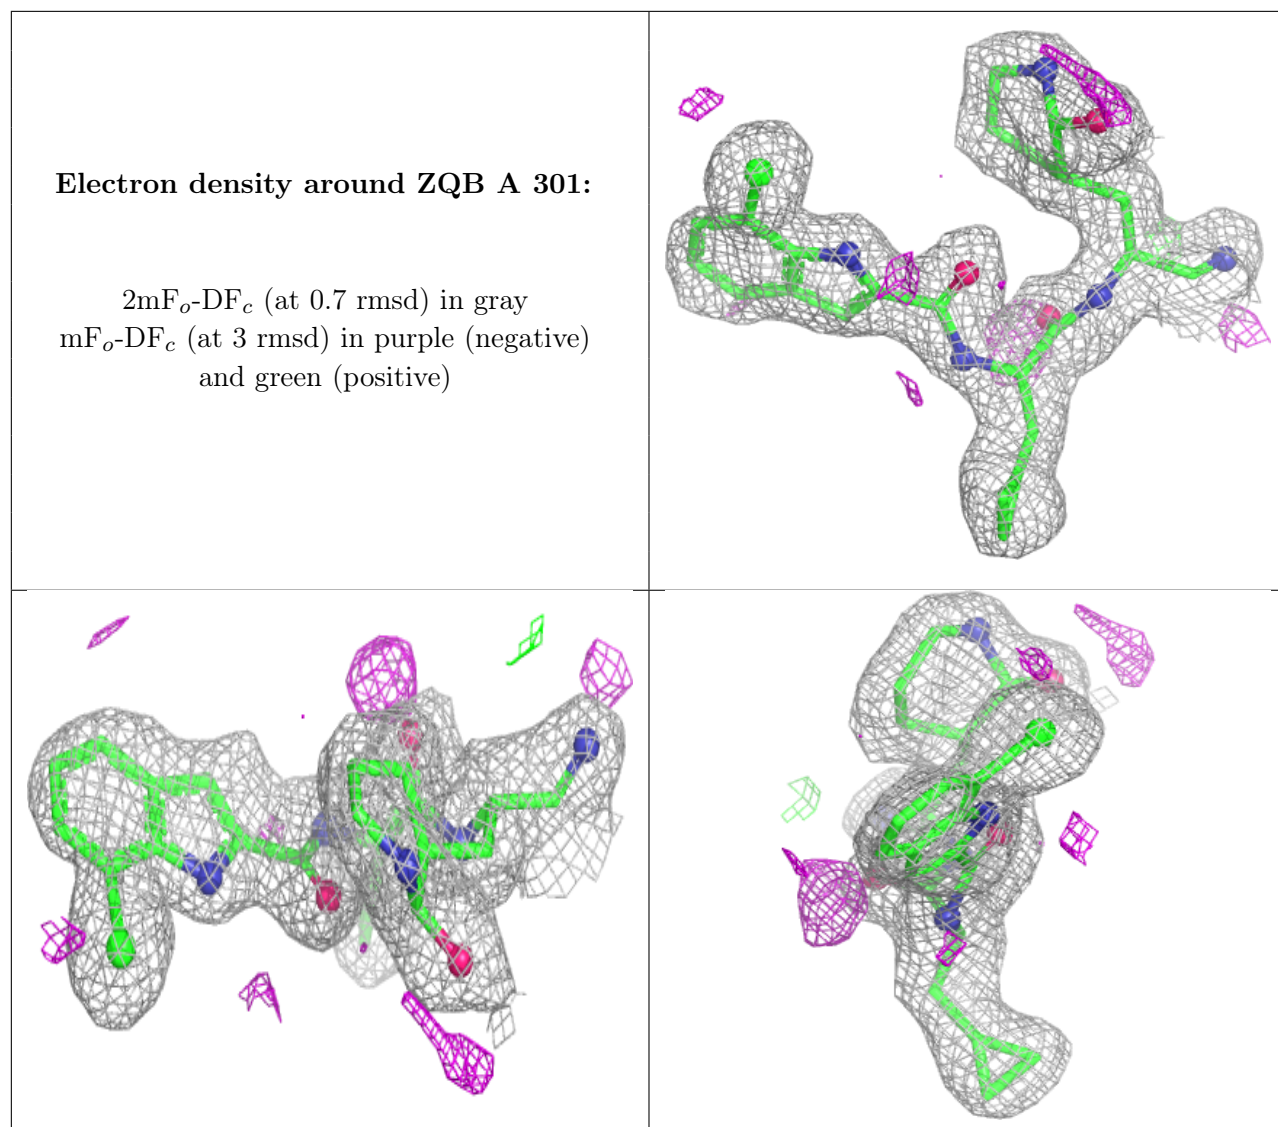 Electron density around ZQB A 301:
2mFo-DFc (at 0.7 rmsd) in gray
mFo-DFc (at 3 rmsd) in purple (negative)
and green (positive)